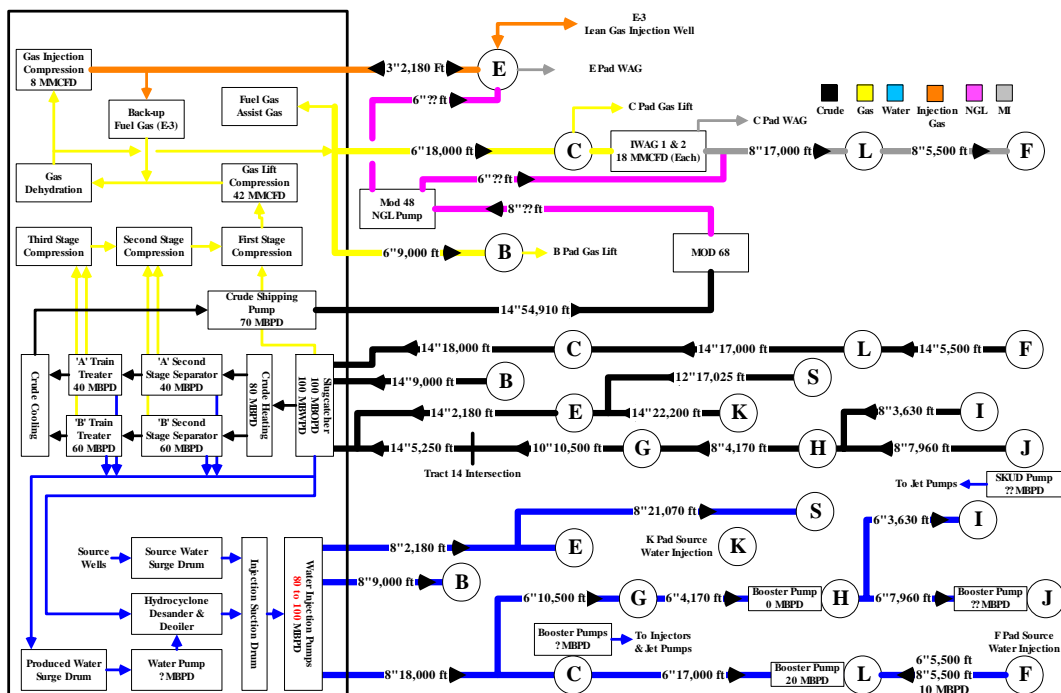 E-3
Lean Gas Injection Well
Gas Injection
Compression
8 MMCFD
3"2,180 Ft
E
E Pad WAG
6"?? ft
Back-up
Fuel Gas (E-3)
Fuel Gas
Assist Gas
C Pad Gas Lift
C Pad WAG
Crude
Gas
Water
Injection
Gas
NGL
MI
6"18,000 ft
C
IWAG 1 & 2
18 MMCFD (Each)
8"17,000 ft
L
8"5,500 ft
F
Gas
Dehydration
Gas Lift
Compression
42 MMCFD
6"??ft
Mod 48
NGL Pump
8"??ft
Third Stage
Compression
Second Stage
Compression
First Stage
Compression
6"9,000 ft
B
B Pad Gas Lift
MOD 68
Crude Shipping
Pump
70 MBPD
14"54,910 ft
14"18,000 ft
C
14"17,000 ft
L
14"5,500 ft
F
Crude Cooling
'A' Train
Treater
40 MBPD
'A' Second
Stage Separator
40 MBPD
Crude Heating
80 MBPD
Slugcatcher
100 MBOPD
100 MBWPD
14"9,000 ft
B
12"17,025 ft
S
'B' Train
Treater
60 MBPD
'B' Second
Stage Separator
60 MBPD
14"2,180 ft
E
14"22,200 ft
K
8"3,630 ft
I
14"5,250 ft
10"10,500 ft
G
8"4,170 ft
H
8"7,960 ft
J
Tract 14 Intersection
To Jet Pumps
SKUD Pump
?? MBPD
8"21,070 ft
S
6"3,630 ft
I
8"2,180 ft
E
K Pad Source
Water Injection
K
Source
Wells
Source Water
Surge Drum
Injection Suction Drum
Water Injection Pumps
80 to 100 MBPD
8"9,000 ft
B
Hydrocyclone
Desander &
Deoiler
6"10,500 ft
G
6"4,170 ft
Booster Pump
0 MBPD
H
6"7,960 ft
Booster Pump
??MBPD
J
Booster Pumps
?MBPD
To Injectors
& Jet Pumps
F Pad Source
Water Injection
Produced Water
Surge Drum
Water Pump
? MBPD
8"18,000 ft
C
6"17,000 ft
Booster Pump
20 MBPD
L
6"5,500 ft
8"5,500 ft
10 MBPD
F